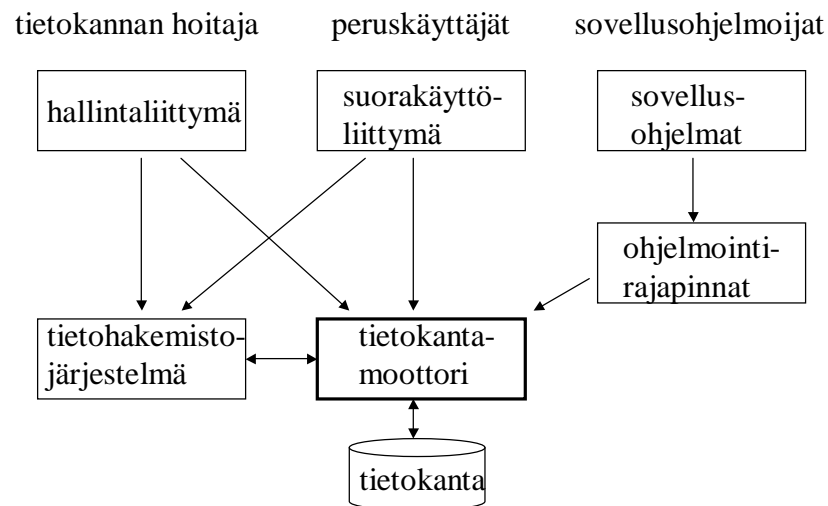 tietokannan hoitaja
peruskäyttäjät
sovellusohjelmoijat
hallintaliittymä
suorakäyttö-
liittymä
sovellus-
ohjelmat
ohjelmointi-
rajapinnat
tietohakemisto-
järjestelmä
tietokanta-
moottori
tietokanta